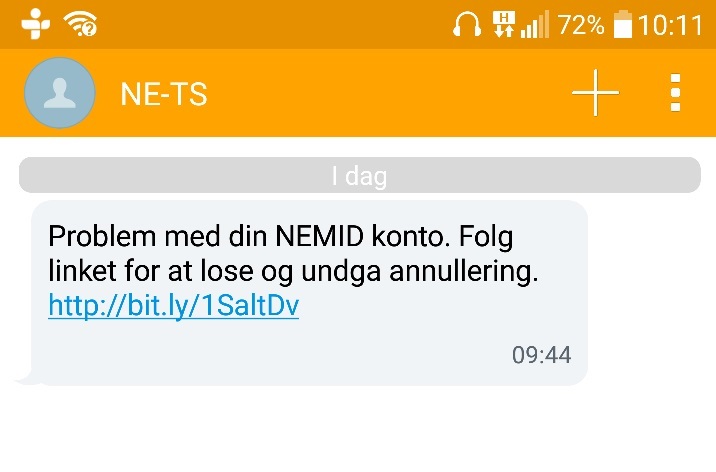 72% 10:11
NE-TS
I dag
Problem med din NEMID konto. Folg
linket for at lose og undga annullering.
http://bit.ly/1SaltDv
09:44